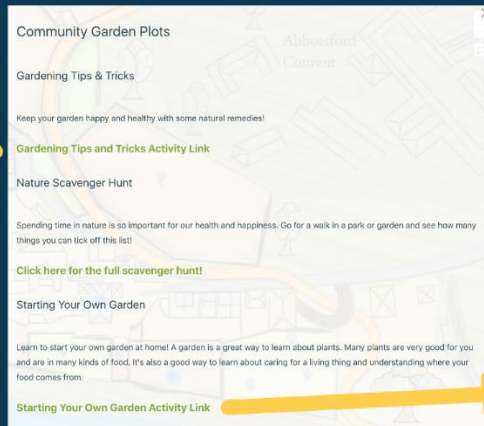 Community Garden Plots
Abbotsford
Convent
Gardening Tips & Tricks
Keep your garden happy and healthy with some natural remedies!
Gardening Tips and Tricks Activity Link
Nature Scavenger Hunt
Spending time in nature is so important for our health and happiness. Go for a walk in a park or garden and see how many
things you can tick off this list!
Click here for the full scavenger hunt!
Starting Your Own Garden
Learn to start your own garden at home! A garden is a great way to learn about plants. Many plants are very good for you
and are in many kinds of food. It's also a good way to learn about caring for a living thing and understanding where your
food comes from.
Starting Your Own Garden Activity Link